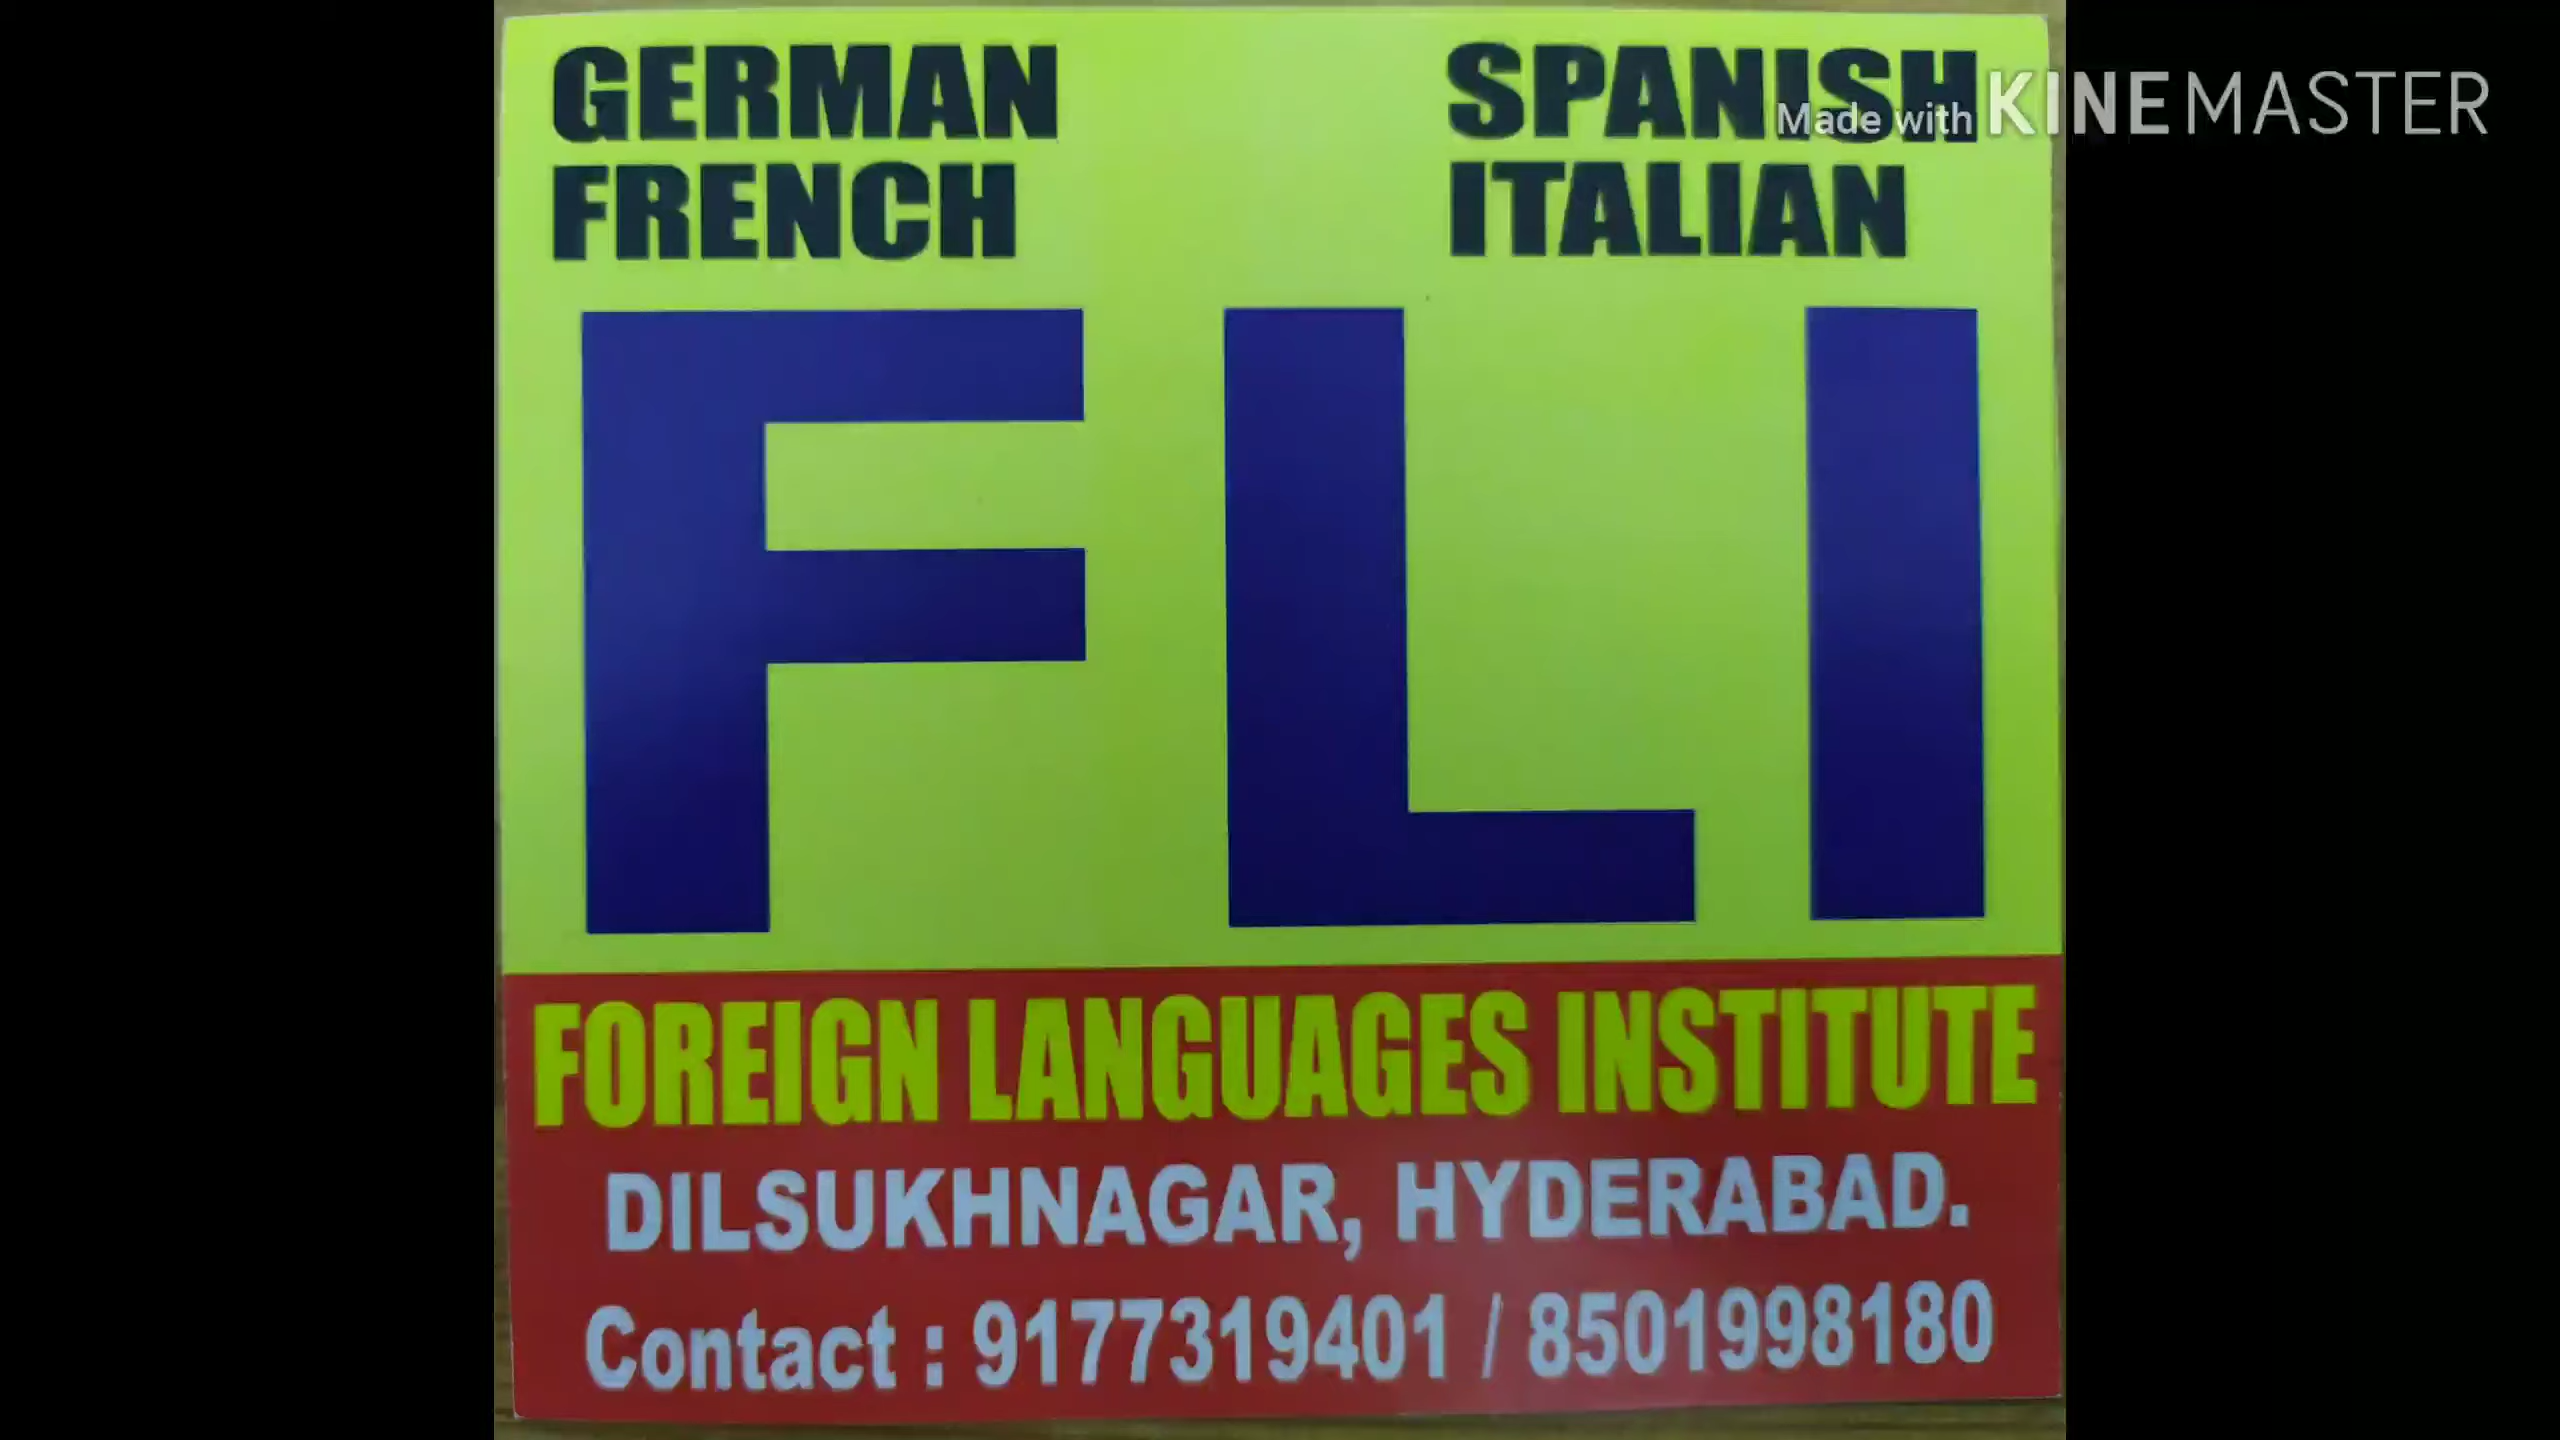 GERMAN
FRENCH
SPANISH
ITALIAN
Made with KINEMASTER
FLI
FOREIGN LANGUAGES INSTITUTE
DILSUKHNAGAR, HYDERABAD.
Contact : 9177319401 / 8501998180